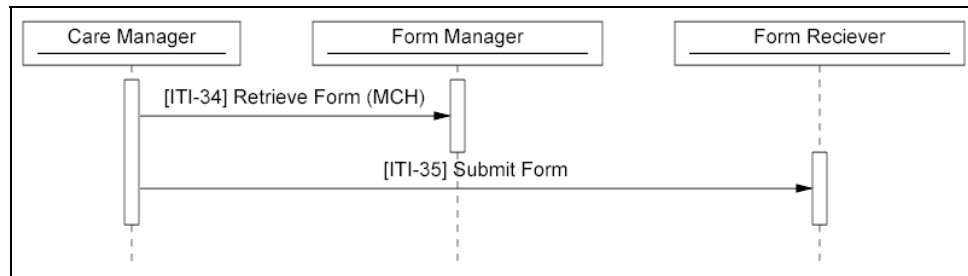 Care Manager
Form Manager
Form Reciever
[ITI-34] Retrieve Form (MCH)
[ITI-35] Submit Form